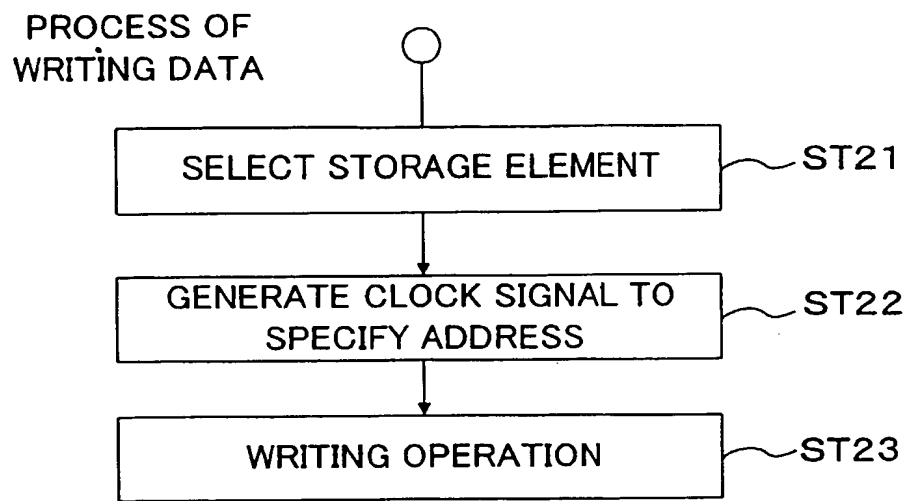 PROCESS OF
WRITING DATA
SELECT STORAGE ELEMENT
ST21
GENERATE CLOCK SIGNAL TO
SPECIFY ADDRESS
ST22
WRITING OPERATION
ST23